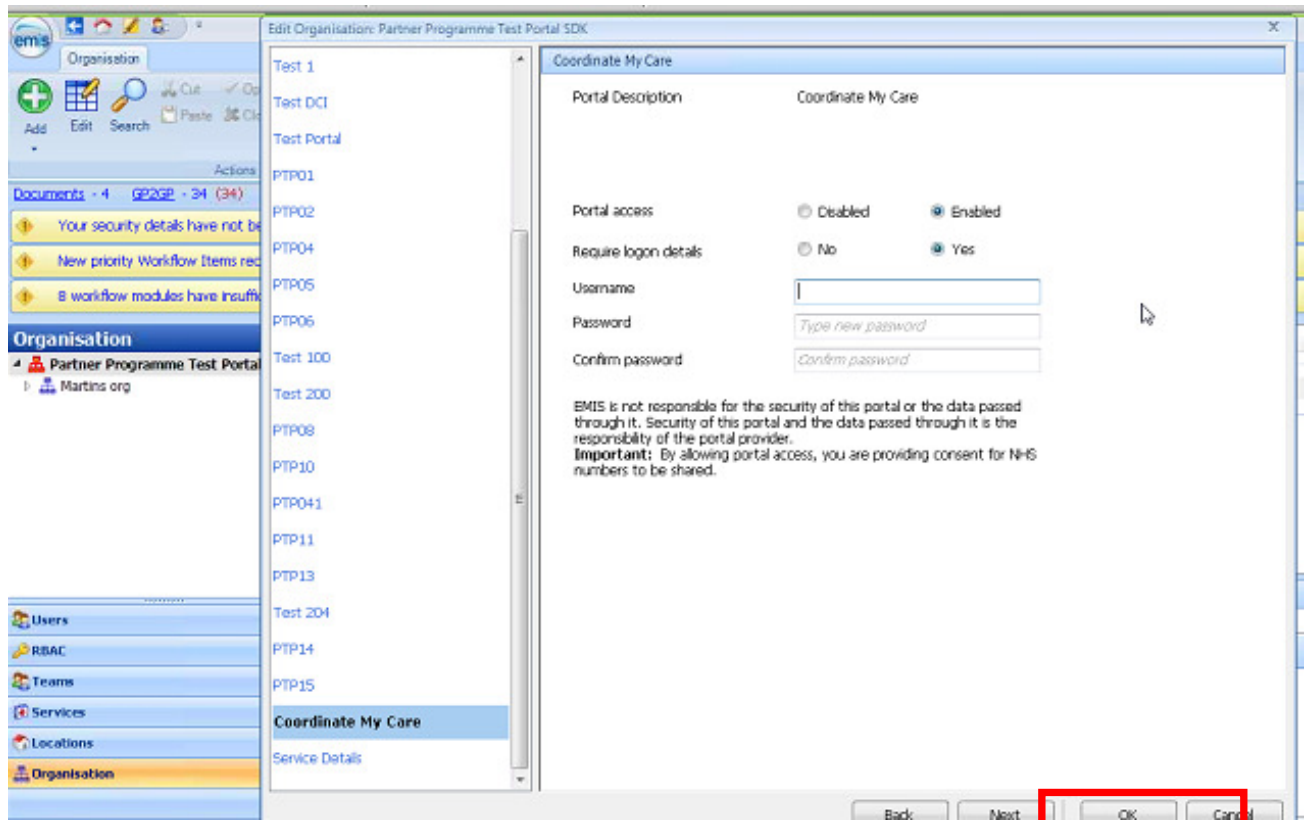 emis
Edit Organisation: Partner Programme Test Portal SDK
X
Organisation
Add
Edit
Search
Cut
Paste
Actions
Documents - 4 GP2GP - 34 (34)
Your security details have not be
New priority Workflow Items rec
8 workflow modules have insuffic
Organisation
Partner Programme Test Portal
Martins org
Users
RBAC
Teams
Services
Locations
Organisation
Test 1
Test DCI
Test Portal
PTP01
PTP02
PTP04
PTP05
PTP06
Test 100
Test 200
PTP08
PTP10
PTP041
PTP11
PTP13
Test 204
PTP14
PTP15
Coordinate My Care
Service Details
Coordinate My Care
Portal Description Coordinate My Care
Portal access Disabled Enabled
Require logon details No Yes
Username
Password Type new password
Confirm password Confirm password
EMIS is not responsible for the security of this portal or the data passed
through it. Security of this portal and the data passed through it is the
responsibility of the portal provider.
Important: By allowing portal access, you are providing consent for NHS
numbers to be shared.
Back Next OK Cancel